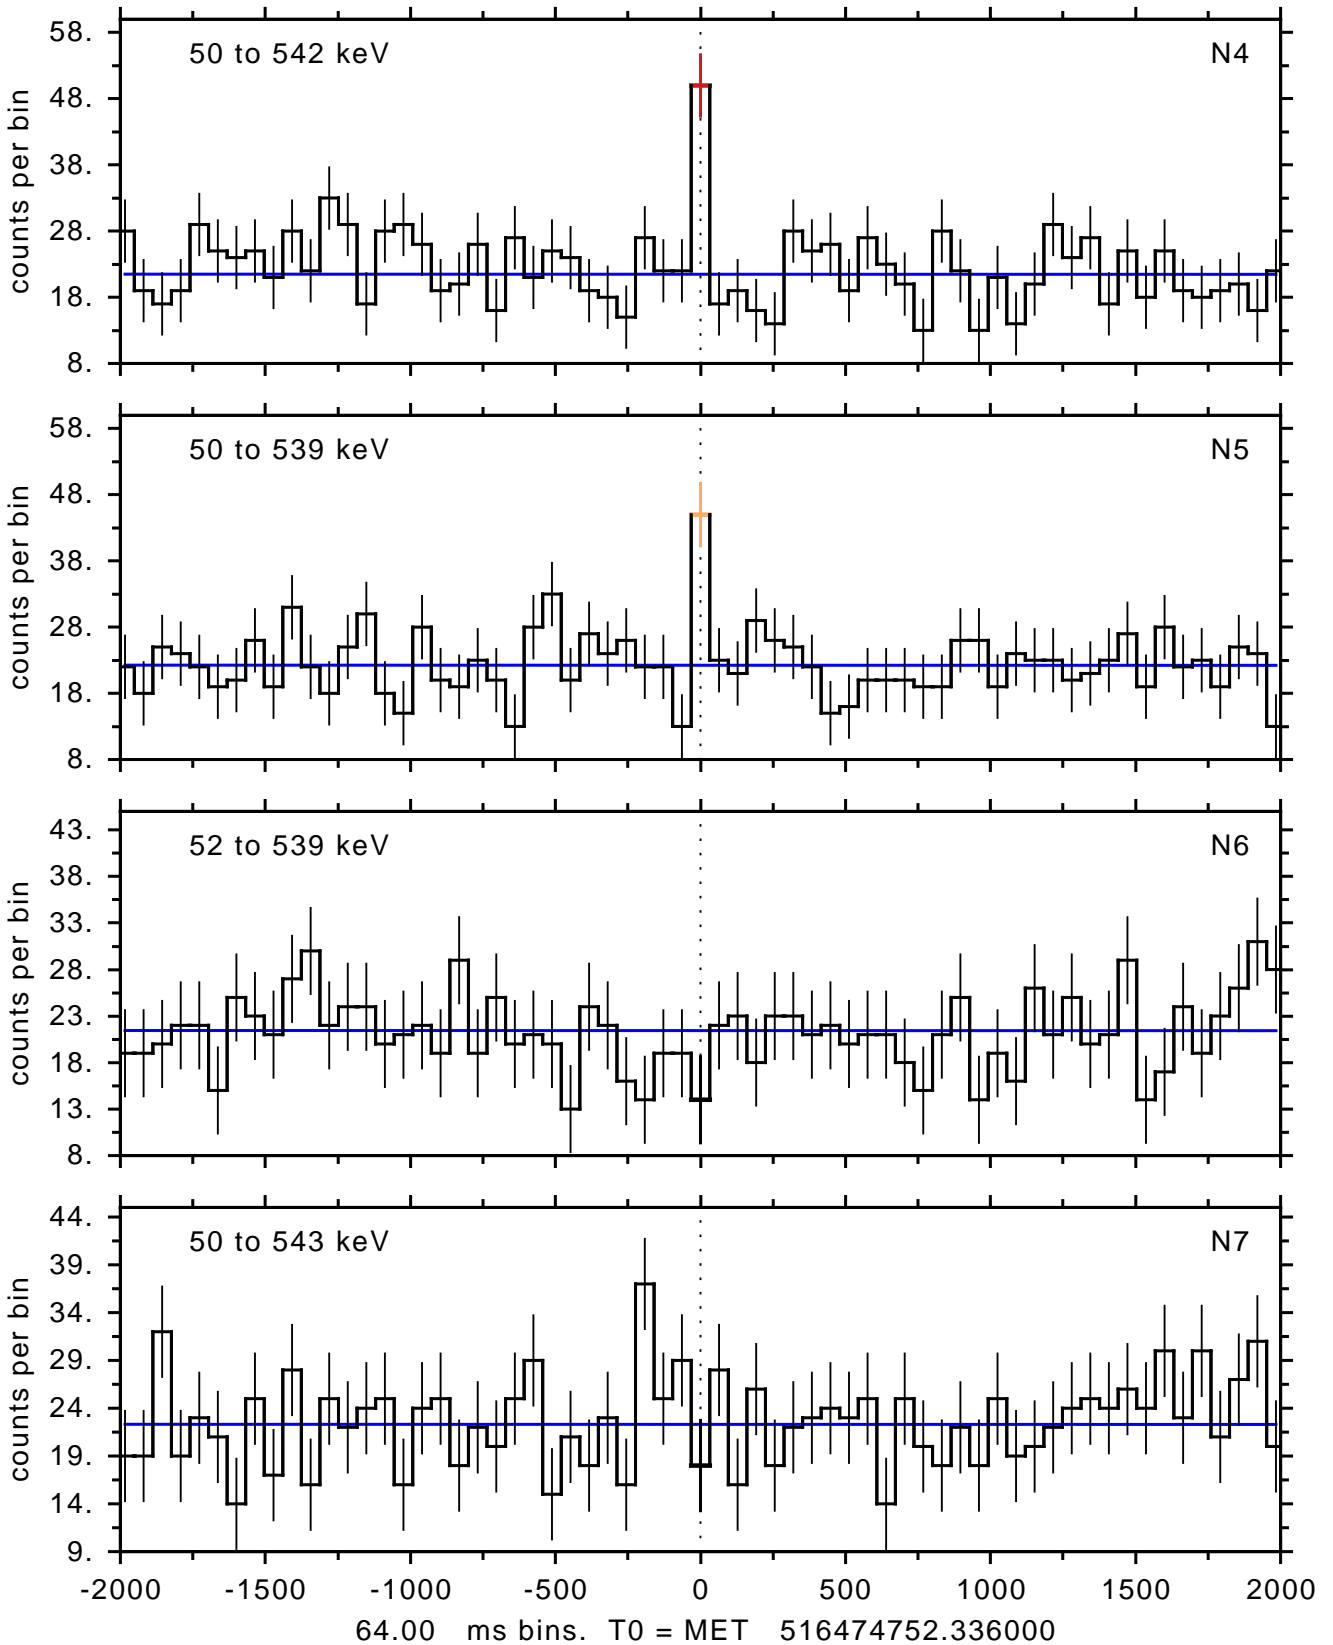 58.
50 to 542 keV N4
48.
38.
28.
18.
8.
counts per bin
58.
50 to 539 keV N5
48.
38.
28.
18.
8.
counts per bin
43.
52 to 539 keV N6
38.
33.
28.
23.
18.
13.
8.
counts per bin
44.
50 to 543 keV N7
39.
34.
29.
24.
19.
14.
9.
counts per bin
-2000 -1500 -1000 -500 0 500 1000 1500 2000
64.00 ms bins. T0 = MET 516474752.336000